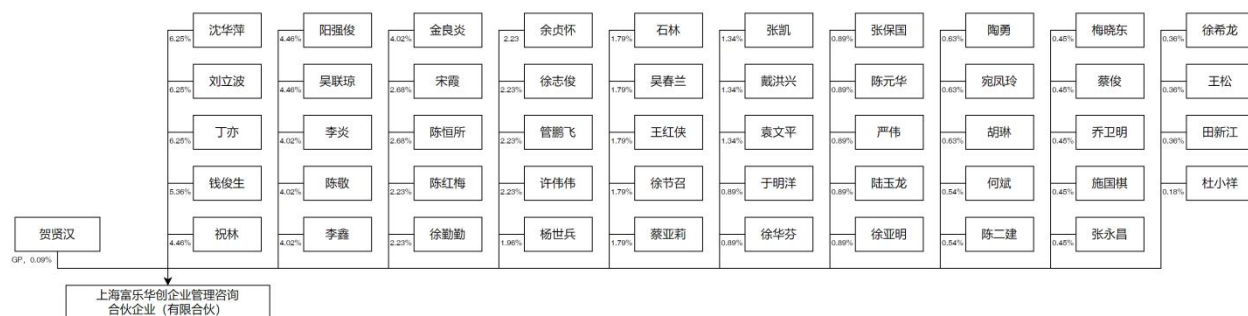 沈华萍
6.25%
阳强俊
4.46%
金良炎
4.02%
余贞怀
2.23
石林
1.79%
张凯
1.34%
张保国
0.89%
陶勇
0.63%
梅晓东
0.45%
徐希龙
0.36%
刘立波
6.25%
吴联琼
4.46%
宋霞
2.68%
徐志俊
2.23%
吴春兰
1.79%
戴洪兴
1.34%
陈元华
0.89%
宛凤玲
0.63%
蔡俊
0.45%
王松
0.36%
丁亦
6.25%
李炎
4.02%
陈恒所
2.68%
管鹏飞
2.23%
王红侠
1.79%
袁文平
1.34%
严伟
0.89%
胡琳
0.63%
乔卫明
0.45%
田新江
0.36%
钱俊生
5.36%
陈敬
4.02%
陈红梅
2.23%
许伟伟
2.23%
徐节召
1.79%
于明洋
0.89%
陆玉龙
0.89%
何斌
0.54%
施国棋
0.45%
杜小祥
0.18%
贺贤汉
GP，0.09%
祝林
4.46%
李鑫
4.02%
徐勤勤
2.23%
杨世兵
1.96%
蔡亚莉
1.79%
徐华芬
0.89%
徐亚明
0.89%
陈二建
0.54%
张永昌
0.45%
上海富乐华创企业管理咨询
合伙企业（有限合伙）